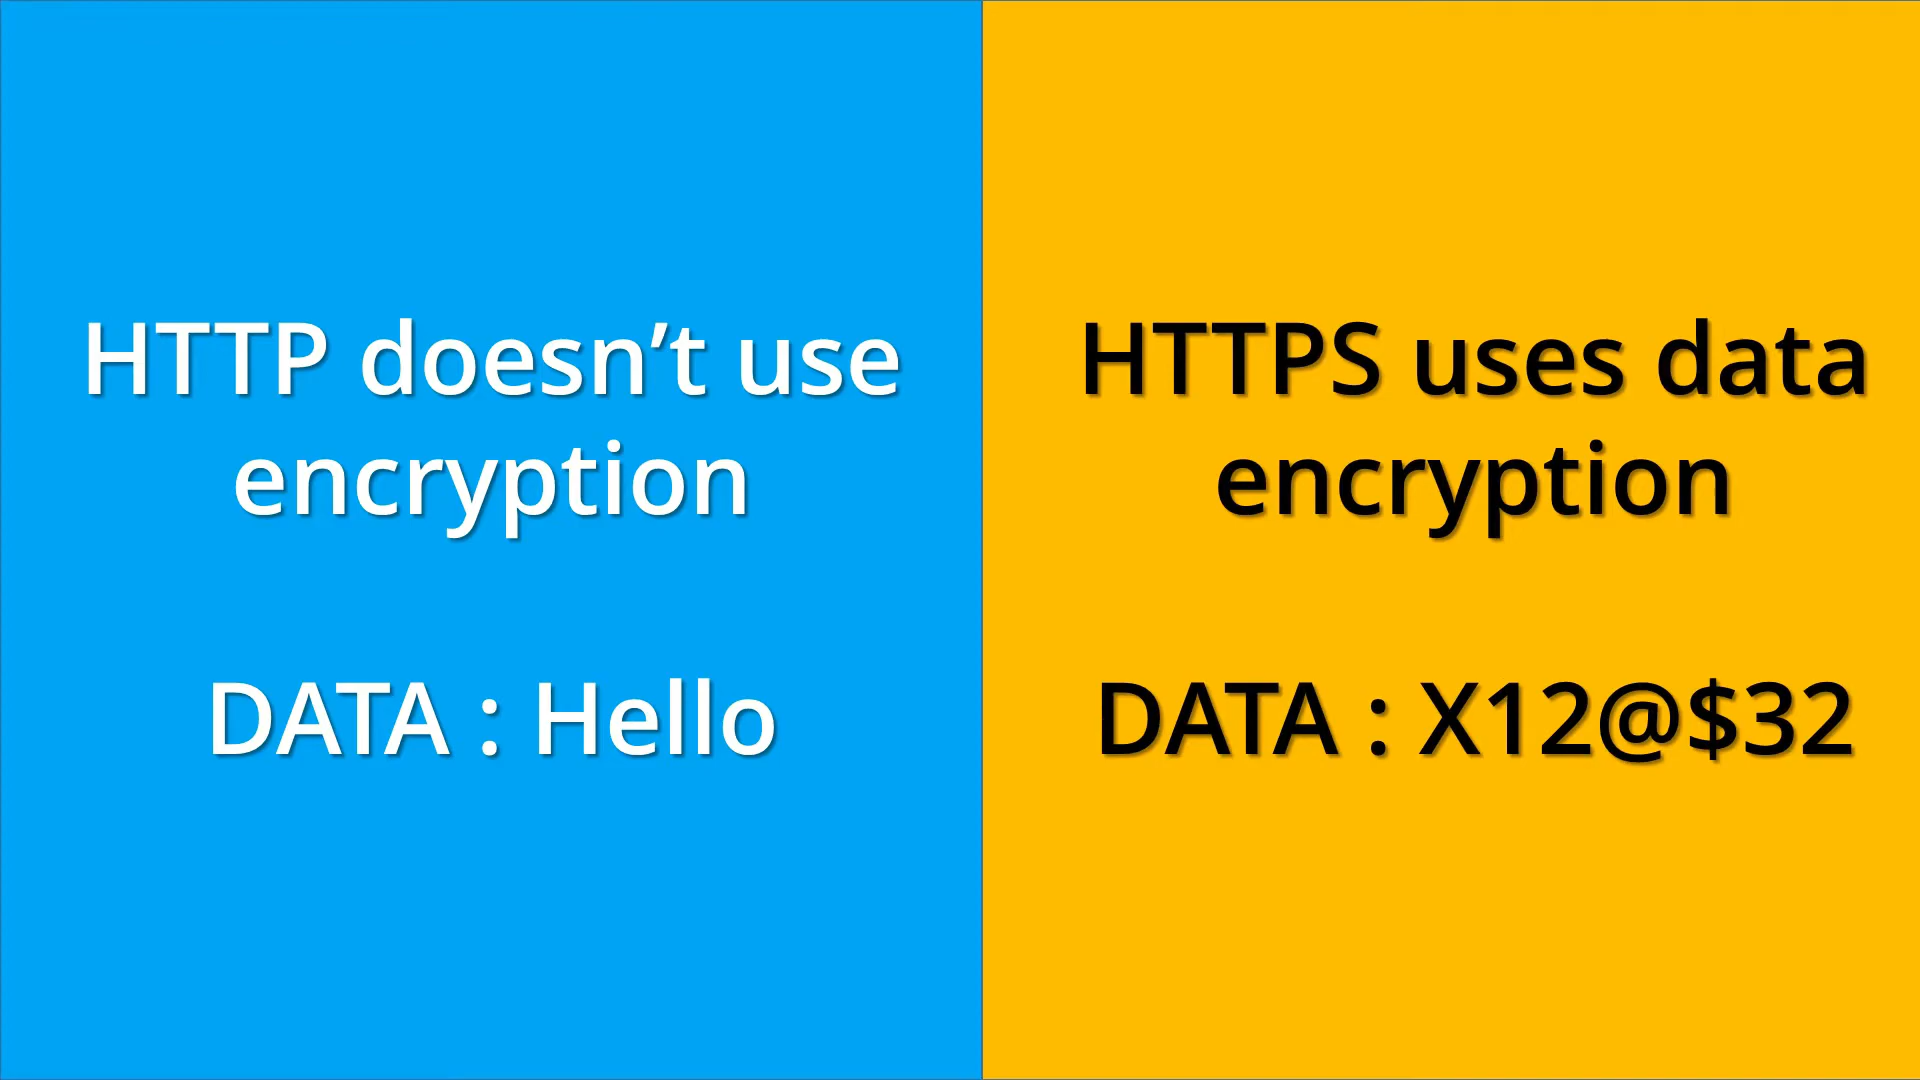 HTTP doesn’t use
encryption
DATA : Hello
HTTPS uses data
encryption
DATA : X12@$32